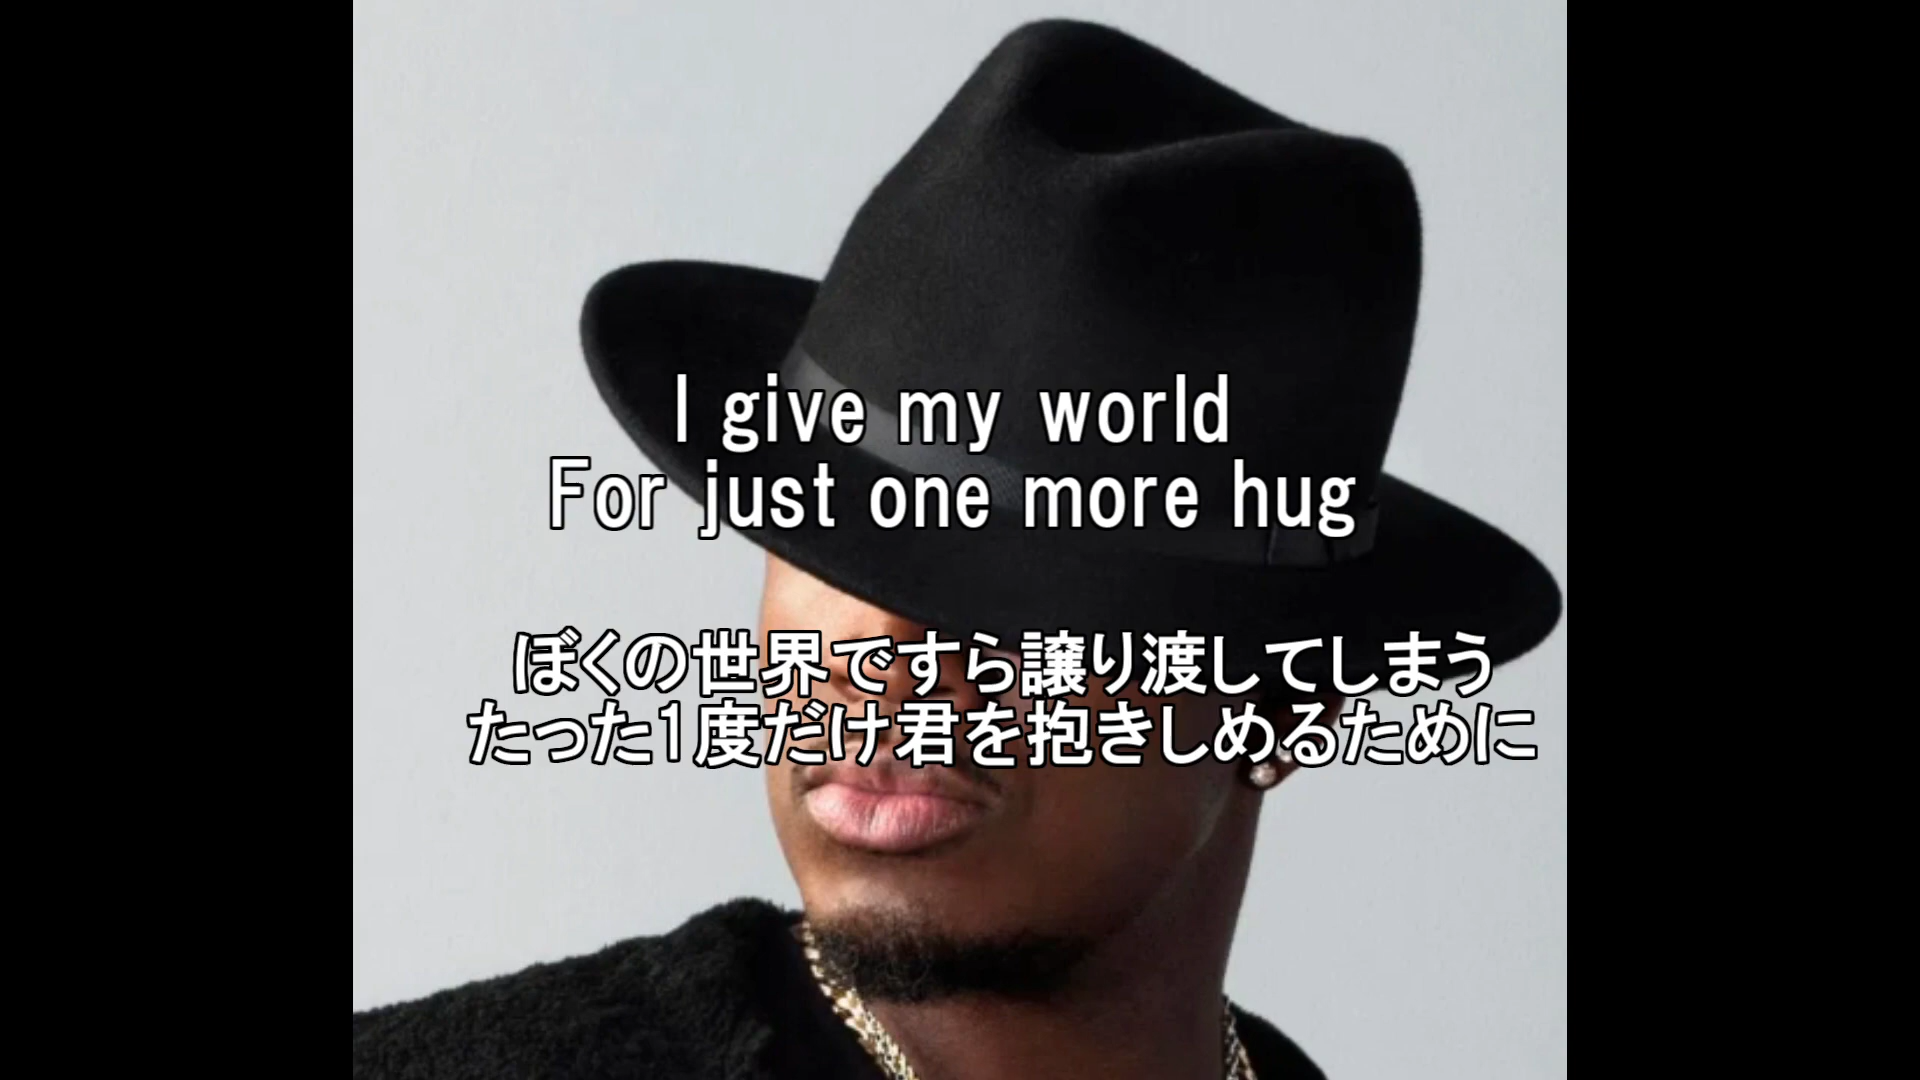 I give my world
For just one more hug
ぼくの世界ですら譲り渡してしまう
たった1度だけ君を抱きしめるために